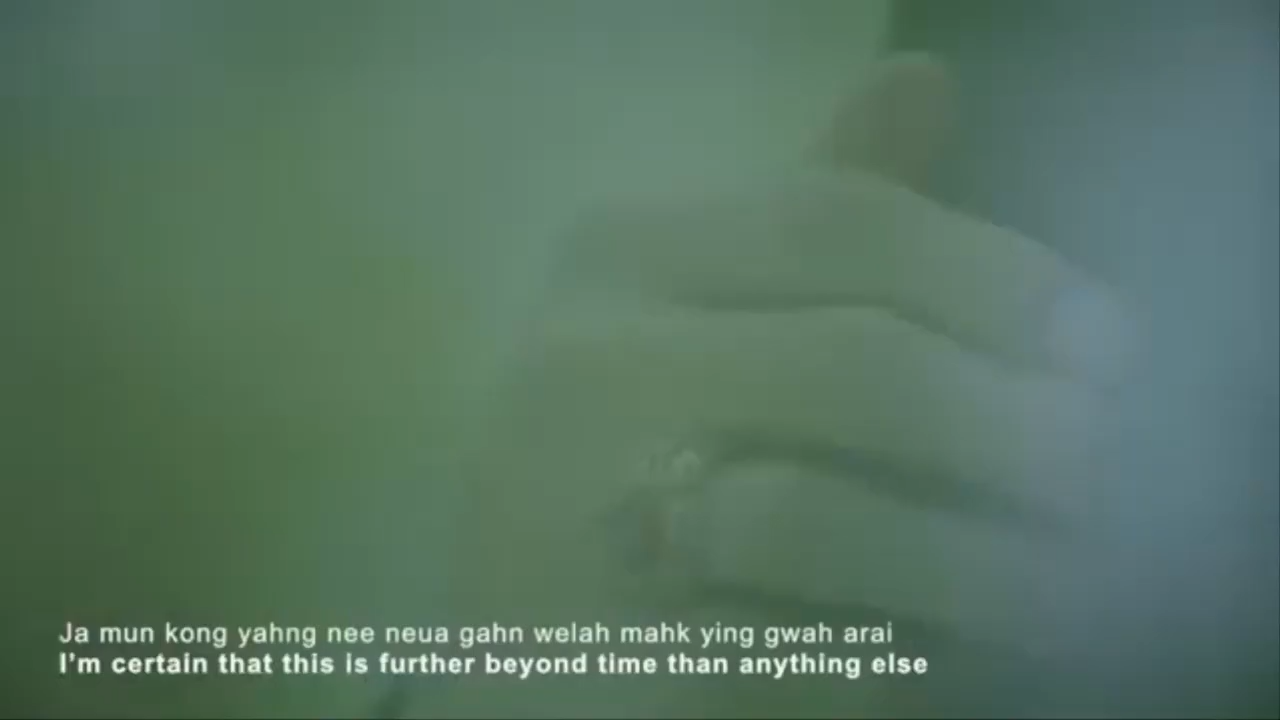 Ja mun kong yahng nee neua gahn welah mahk ying gwah arai
I'm certain that this is further beyond time than anything else